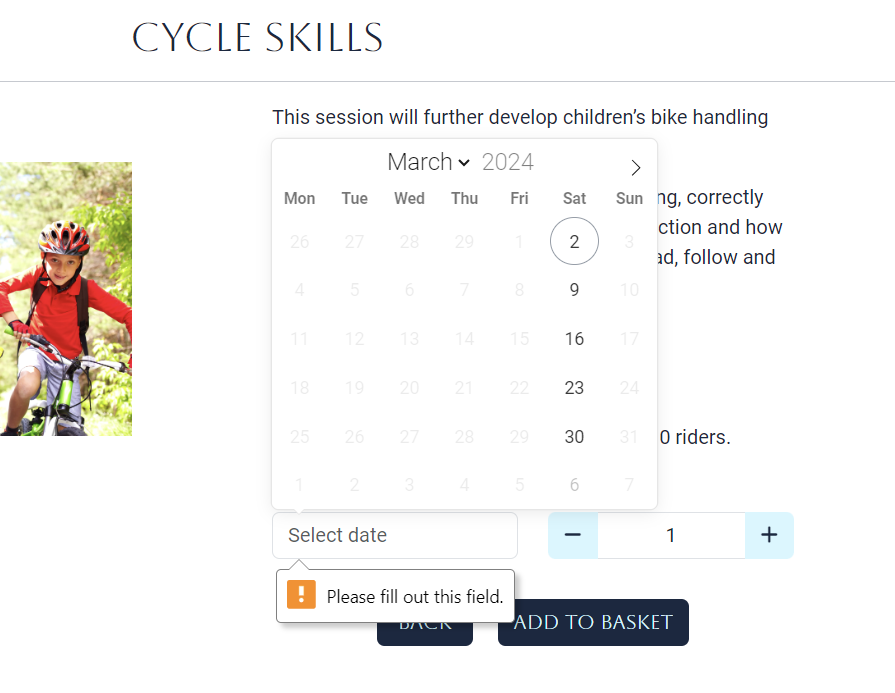 CYCLE SKILLS
This session will further develop children’s bike handling
March 2024
Mon Tue Wed Thu Fri Sat Sun
26 27 28 29 1 2 3
4 5 6 7 8 9 10
11 12 13 14 15 16 17
18 19 20 21 22 23 24
25 26 27 28 29 30 31
1 2 3 4 5 6 7
ng, correctly
ction and how
ad, follow and
0 riders.
Select date
− 1 +
Please fill out this field.
BACK
ADD TO BASKET